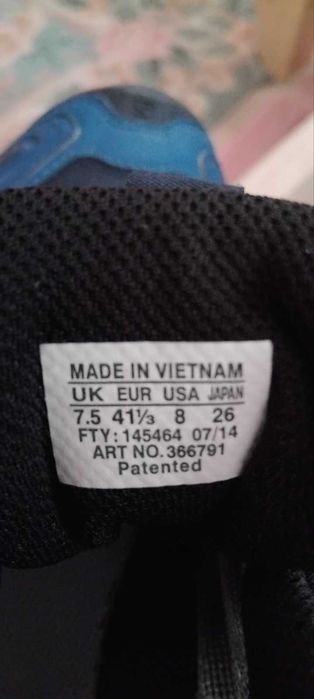 MADE IN VIETNAM
UK EUR USA JAPAN
7.5 41⅓ 8 26
FTY: 145464 07/14
ART NO. 366791
Patented